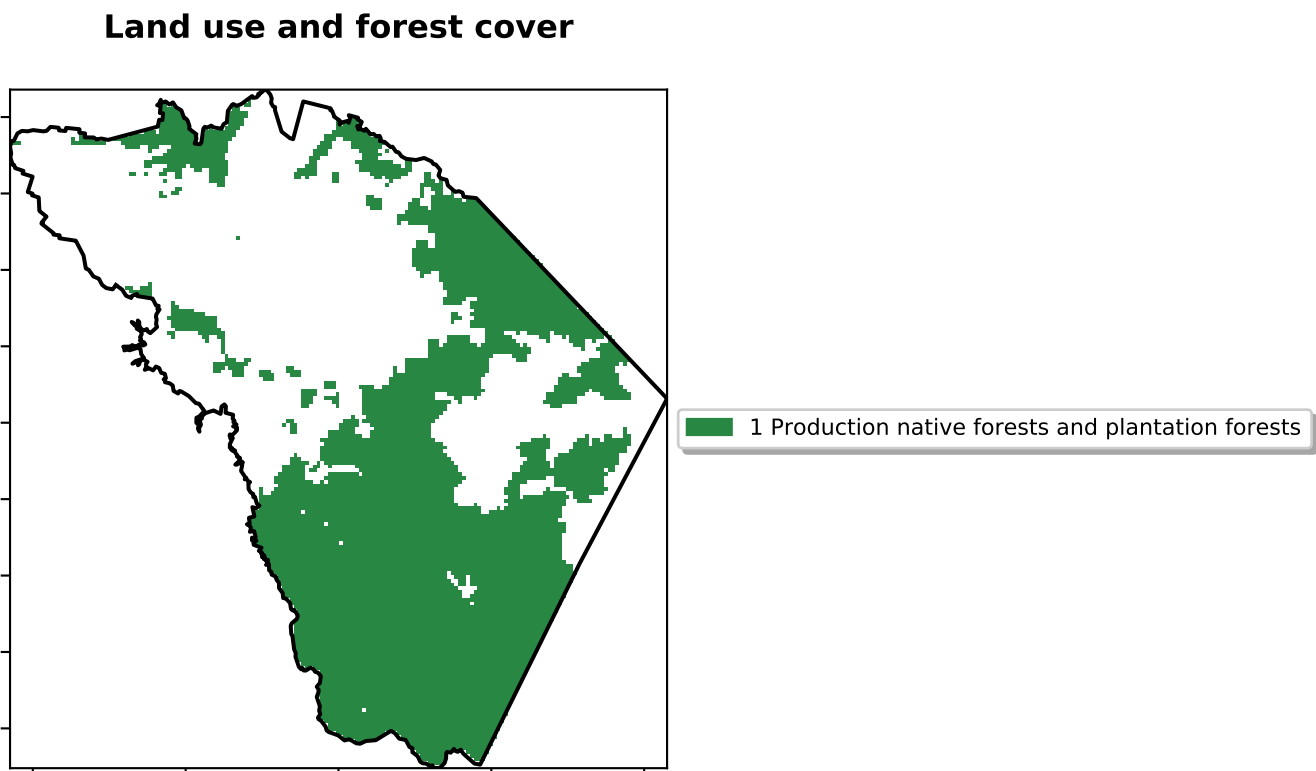 Land use and forest cover
1 Production native forests and plantation forests